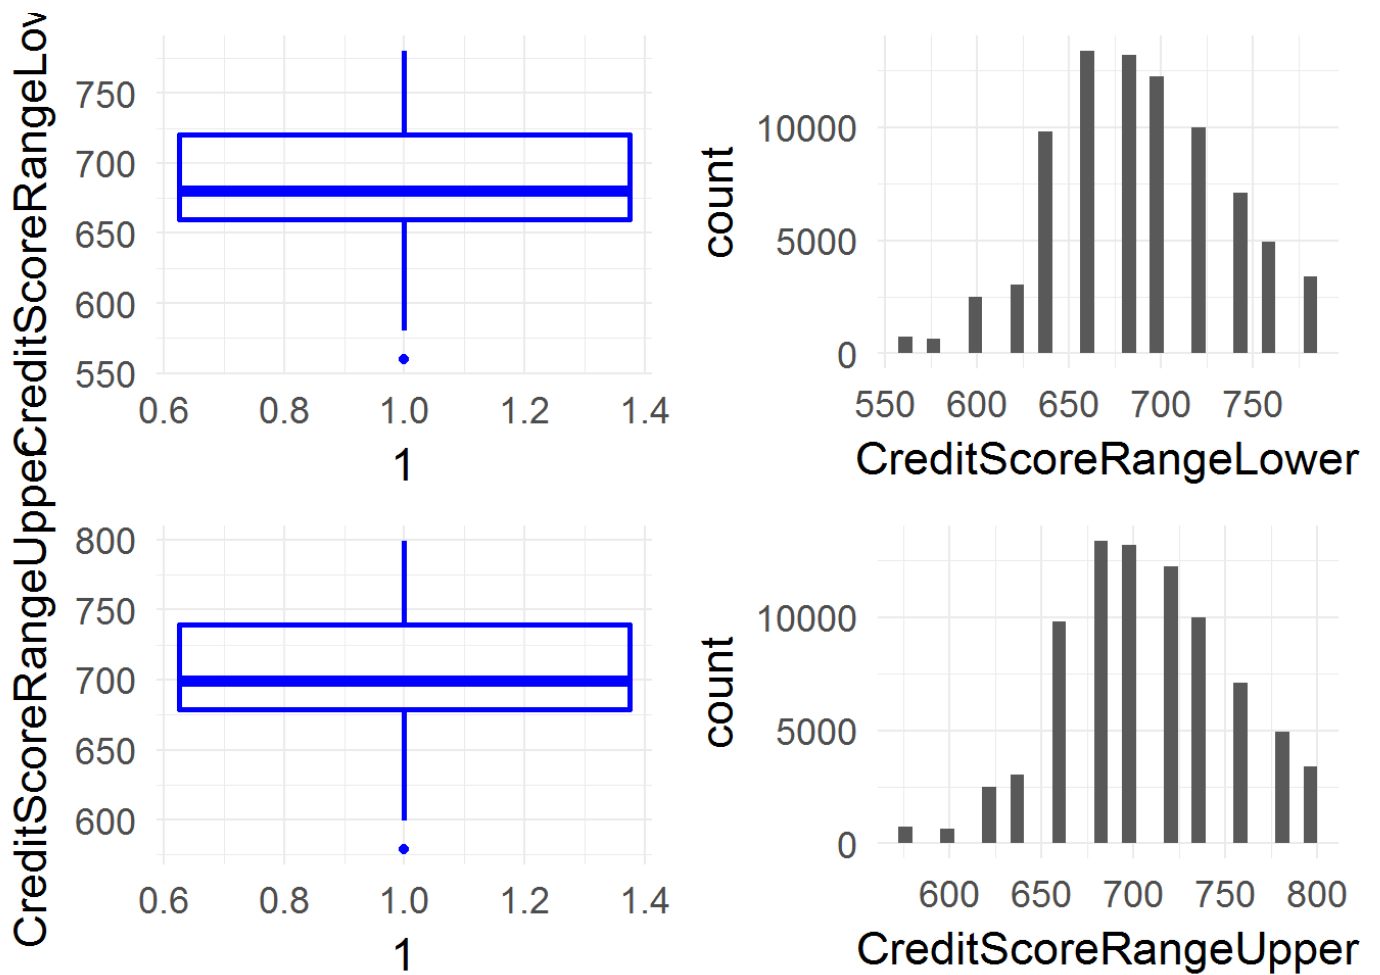 CreditScoreRangeLow
750
700
650
600
550
0.6 0.8 1.0 1.2 1.4
1
count
10000
5000
0
550 600 650 700 750
CreditScoreRangeLower
CreditScoreRangeUpper
800
750
700
650
600
0.6 0.8 1.0 1.2 1.4
1
count
10000
5000
0
600 650 700 750 800
CreditScoreRangeUpper